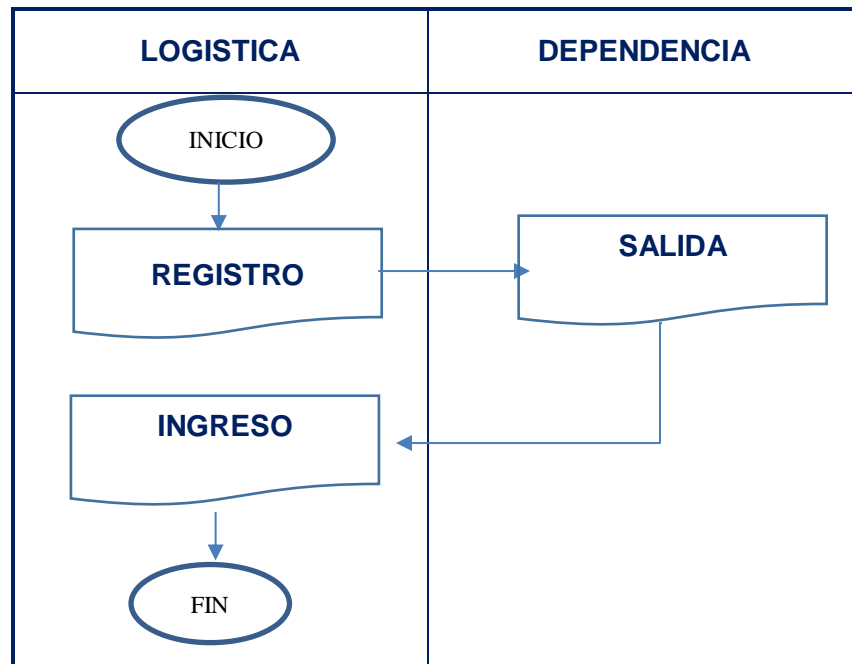 LOGISTICA
DEPENDENCIA
INICIO
REGISTRO
SALIDA
INGRESO
FIN